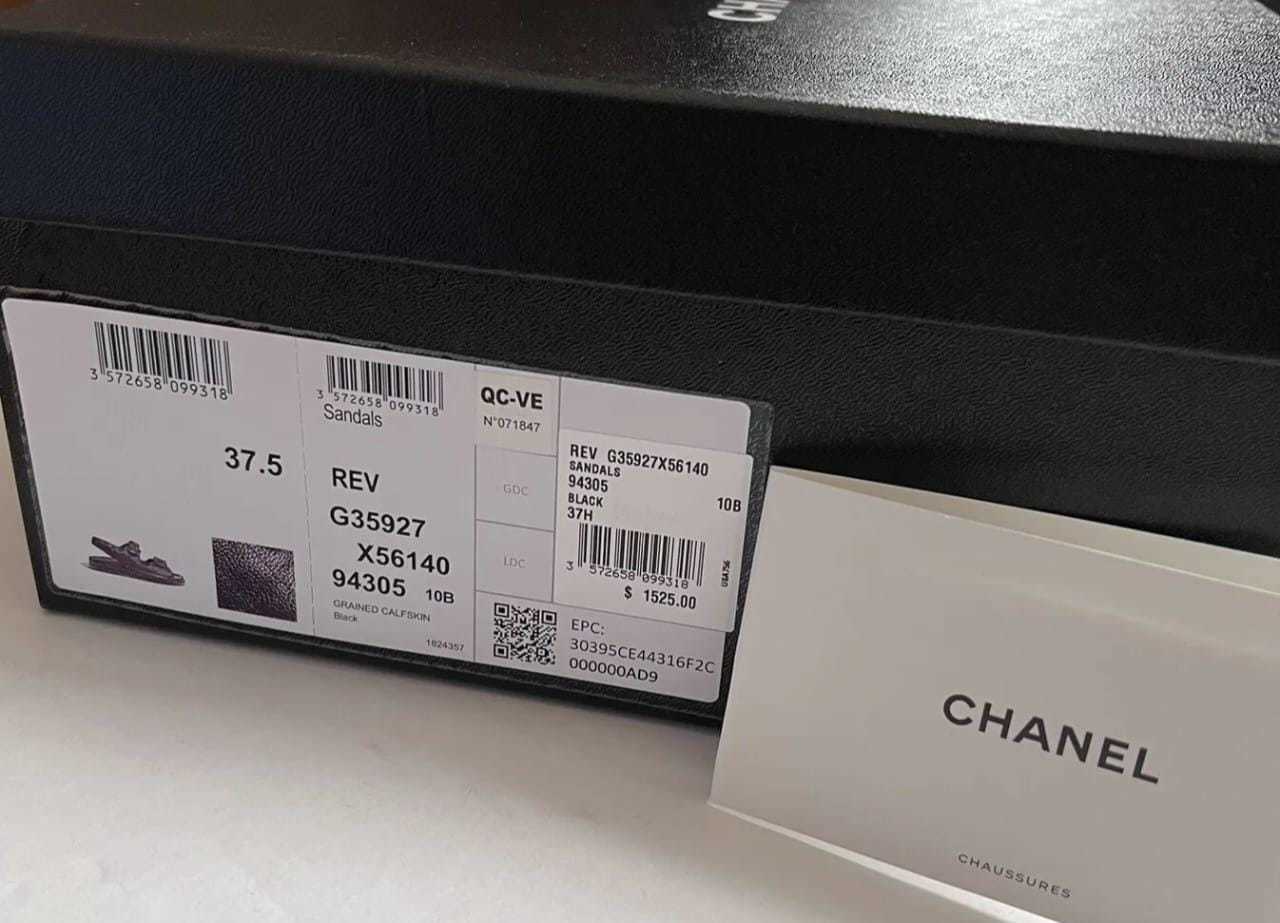 3 572658 099318
37.5
3 572658 099318
Sandals
REV
G35927
X56140
94305 10B
GRAINED CALFSKIN
Black
1824357
QC-VE
N°071847
GDC
LDC
REV G35927X56140
SANDALS
94305 10B
BLACK
37H
3 572658 099318
$ 1525.00
EPC:
30395CE44316F2C
000000AD9
CHANEL
CHAUSSURES